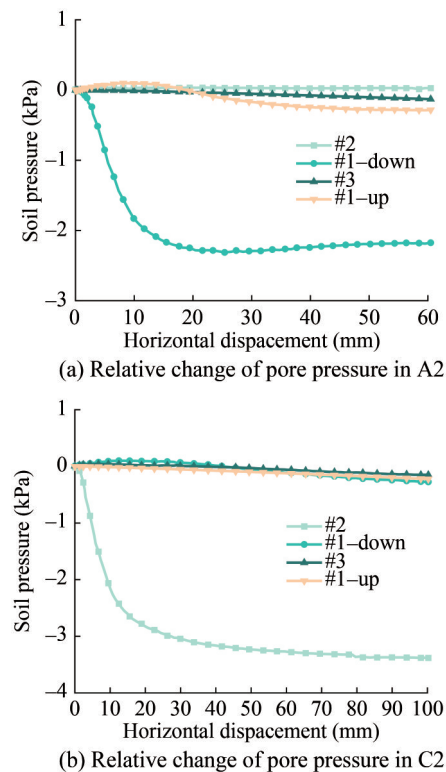 1
0
−1
−2
−3
Soil pressure (kPa)
#2
#1–down
#3
#1–up
0 10 20 30 40 50 60
Horizontal dispacement (mm)
(a) Relative change of pore pressure in A2
1
0
−1
−2
−3
−4
Soil pressure (kPa)
#2
#1–down
#3
#1–up
0 10 20 30 40 50 60 70 80 90 100
Horizontal dispacement (mm)
(b) Relative change of pore pressure in C2